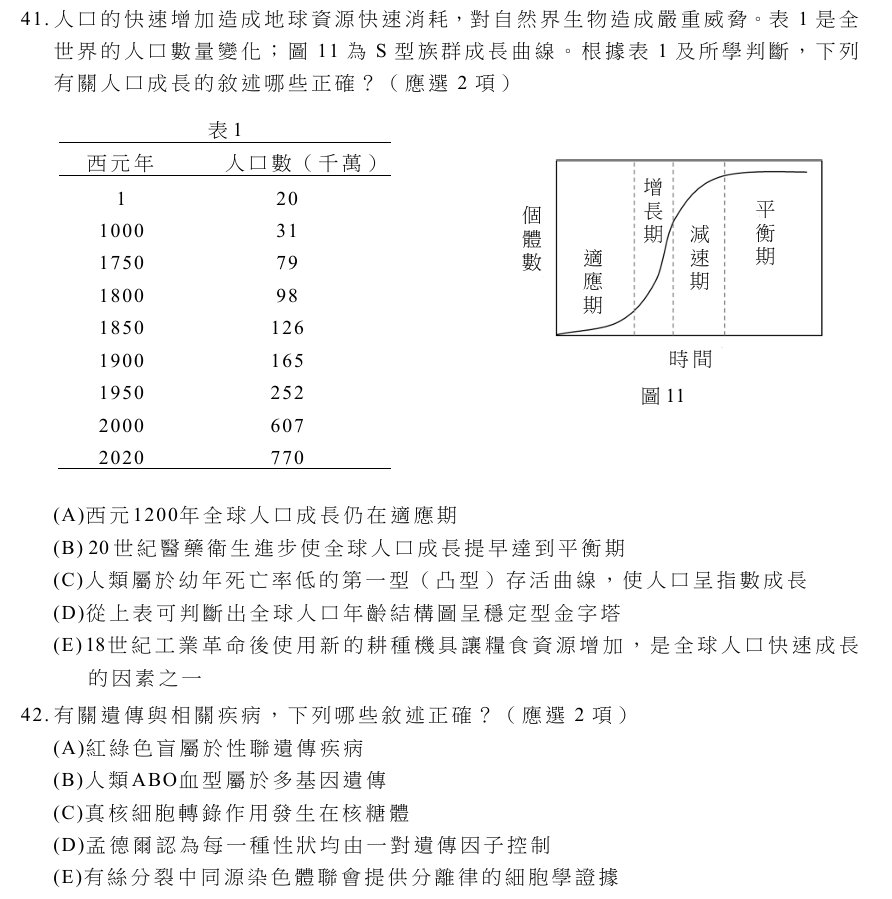 41.人口的快速增加造成地球資源快速消耗，對自然界生物造成嚴重威脅。表 1 是全
世界的人口數量變化；圖 11 為 S 型族群成長曲線。根據表 1 及所學判斷，下列
有關人口成長的敘述哪些正確？（應選 2 項）
表 1
西元年 人口數（千萬）
1 20
1000 31
1750 79
1800 98
1850 126
1900 165
1950 252
2000 607
2020 770
個體數
適應期
增長期
減速期
平衡期
時間
圖 11
(A)西元1200年全球人口成長仍在適應期
(B) 20 世紀醫藥衛生進步使全球人口成長提早達到平衡期
(C)人類屬於幼年死亡率低的第一型（凸型）存活曲線，使人口呈指數成長
(D)從上表可判斷出全球人口年齡結構圖呈穩定型金字塔
(E)18世紀工業革命後使用新的耕種機具讓糧食資源增加，是全球人口快速成長
的因素之一
42.有關遺傳與相關疾病，下列哪些敘述正確？（應選 2 項）
(A)紅綠色盲屬於性聯遺傳疾病
(B)人類ABO血型屬於多基因遺傳
(C)真核細胞轉錄作用發生在核糖體
(D)孟德爾認為每一種性狀均由一對遺傳因子控制
(E)有絲分裂中同源染色體聯會提供分離律的細胞學證據